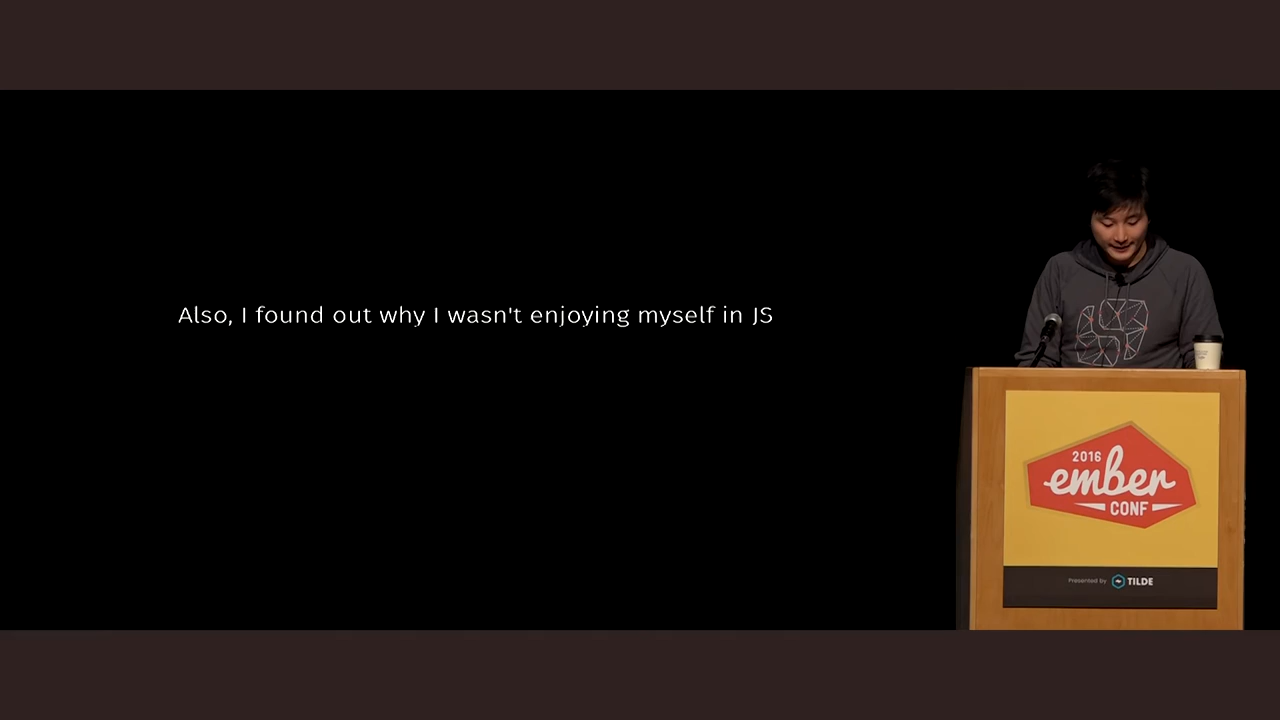 Also, I found out why I wasn't enjoying myself in JS
2016
ember
CONF
Presented by TILDE